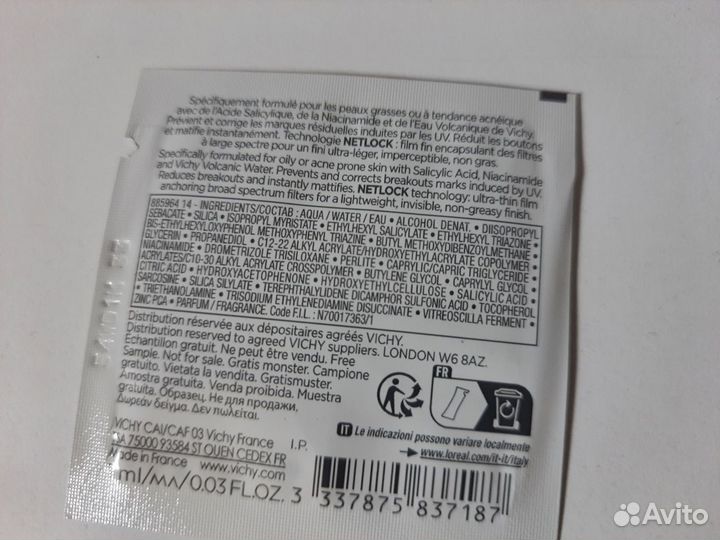 Spécifiquement formulé pour les peaux grasses ou à tendance acnéique
avec de l'Acide Salicylique, de la Niacinamide et de l'Eau Volcanique de Vichy.
Prévient et corrige les marques résiduelles induites par les UV. Réduit les boutons
et matifie instantanément. Technologie NETLOCK : film fin encapsulant des filtres
à large spectre pour un fini ultra-léger, imperceptible, non gras.
Specifically formulated for oily or acne prone skin with Salicylic Acid, Niacinamide
and Vichy Volcanic Water. Prevents and corrects breakout marks induced by UV.
Reduces breakouts and instantly mattifies. NETLOCK technology: ultra-thin film
anchoring broad spectrum filters for a lightweight, invisible, non-greasy finish.
885964 14 - INGREDIENTS/СОСТАВ : AQUA / WATER / EAU • ALCOHOL DENAT. • DIISOPROPYL
SEBACATE • SILICA • ISOPROPYL MYRISTATE • ETHYLHEXYL SALICYLATE • ETHYLHEXYL TRIAZONE •
BIS-ETHYLHEXYLOXYPHENOL METHOXYPHENYL TRIAZINE • BUTYL METHOXYDIBENZOYLMETHANE •
GLYCERIN • PROPANEDIOL • C12-22 ALKYL ACRYLATE/HYDROXYETHYLACRYLATE COPOLYMER •
NIACINAMIDE • DROMETRIZOLE TRISILOXANE • PERLITE • CAPRYLIC/CAPRIC TRIGLYCERIDE •
ACRYLATES/C10-30 ALKYL ACRYLATE CROSSPOLYMER • BUTYLENE GLYCOL • CAPRYLYL GLYCOL •
CITRIC ACID • HYDROXYACETOPHENONE • HYDROXYETHYLCELLULOSE • SALICYLIC ACID •
SARCOSINE • SILICA SILYLATE • TEREPHTHALYLIDENE DICAMPHOR SULFONIC ACID • TOCOPHEROL
• TRIETHANOLAMINE • TRISODIUM ETHYLENEDIAMINE DISUCCINATE • VITREOSCILLA FERMENT •
ZINC PCA • PARFUM / FRAGRANCE. Code F.I.L. : N70017363/1
Distribution réservée aux dépositaires agréés VICHY.
Distribution reserved to agreed VICHY suppliers. LONDON W6 8AZ.
Échantillon gratuit. Ne peut être vendu. Free
Sample. Not for sale. Gratis monster. Campione
gratuito. Vietata la vendita. Gratismuster.
Amostra gratuita. Venda proibida. Muestra
gratuita. Образец. Не для продажи,
Δωρεάν δείγμα. Δεν πωλείται.
FR
VICHY CAI/CAF 03 Vichy France I.P.
SA 75000 93584 ST OUEN CEDEX FR
Made in France www.vichy.com
IT Le indicazioni possono variare localmente
www.loreal.com/it-it/italy
1ml/мл/0.03 FL.OZ.
3 337875 837187
Avito